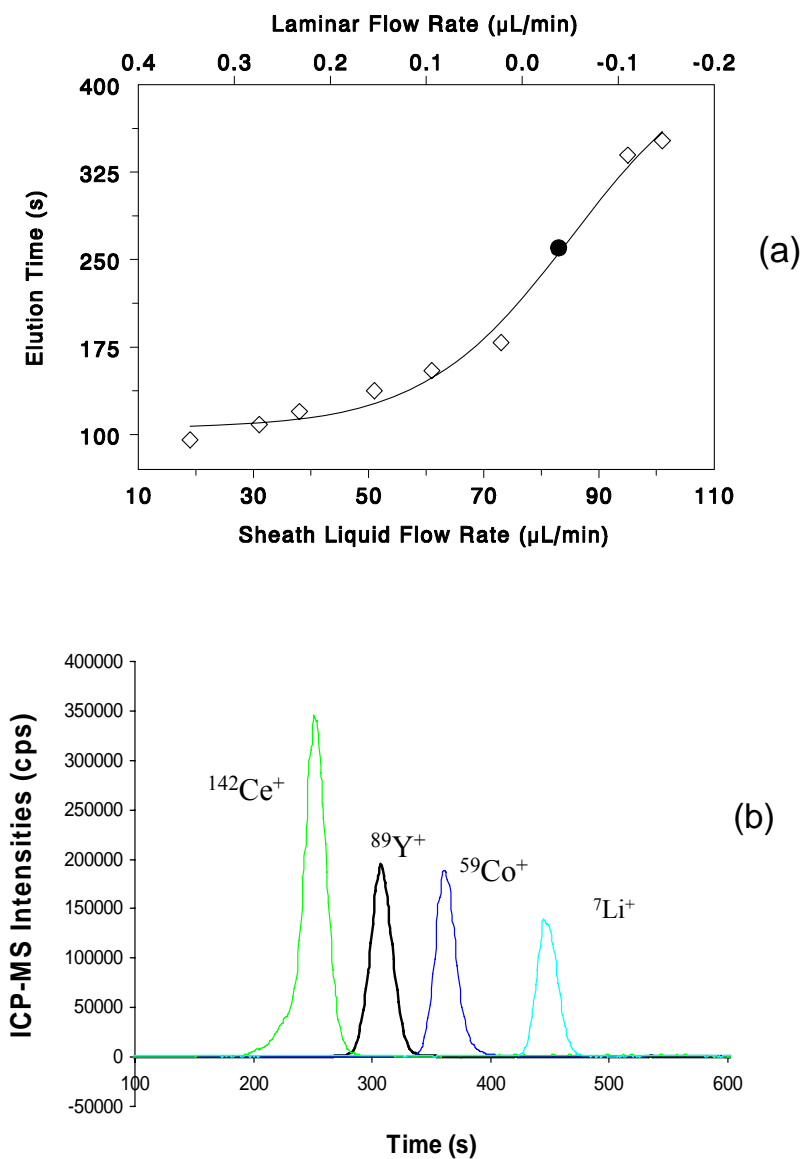 Laminar Flow Rate (µL/min)
0.4 0.3 0.2 0.1 0.0 -0.1 -0.2
400
325
250
175
100
Elution Time (s)
(a)
10 30 50 70 90 110
Sheath Liquid Flow Rate (µL/min)
400000
350000
300000
250000
200000
150000
100000
50000
0
-50000
ICP-MS Intensities (cps)
¹⁴²Ce⁺
⁸⁹Y⁺
⁵⁹Co⁺
⁷Li⁺
(b)
100 200 300 400 500 600
Time (s)